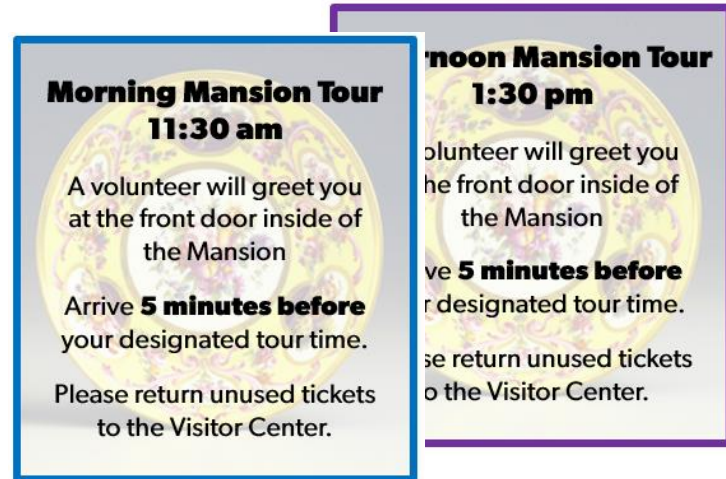 Morning Mansion Tour
11:30 am
A volunteer will greet you
at the front door inside of
the Mansion
Arrive 5 minutes before
your designated tour time.
Please return unused tickets
to the Visitor Center.
rnoon Mansion Tour
1:30 pm
olunteer will greet you
he front door inside of
the Mansion
ve 5 minutes before
r designated tour time.
se return unused tickets
o the Visitor Center.